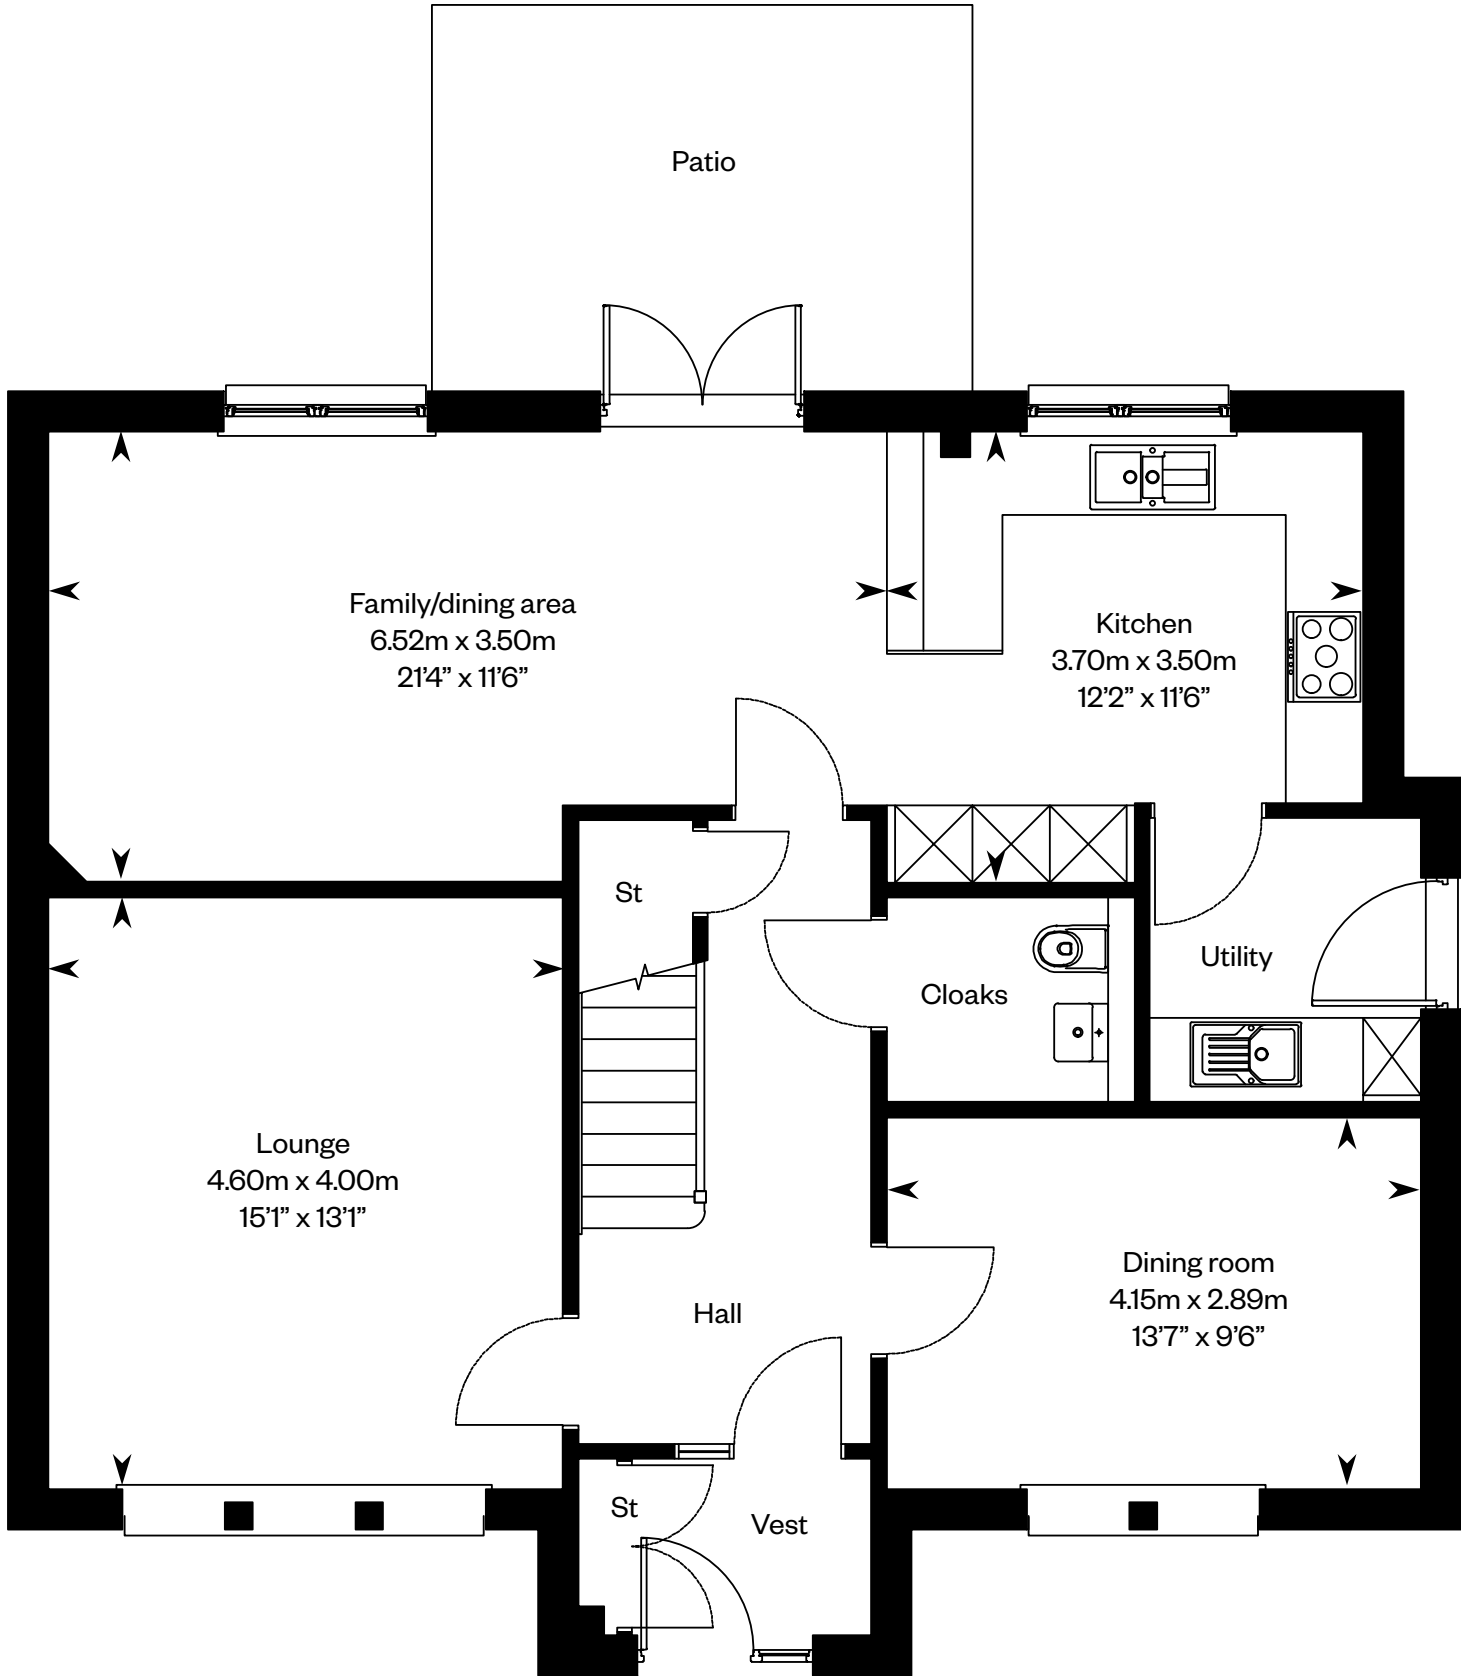 Patio
Family/dining area
6.52m x 3.50m
21'4” x 11'6”
Kitchen
3.70m x 3.50m
12'2” x 11'6”
St
Cloaks
Utility
Lounge
4.60m x 4.00m
15'1” x 13'1”
Dining room
4.15m x 2.89m
13'7” x 9'6”
Hall
St
Vest